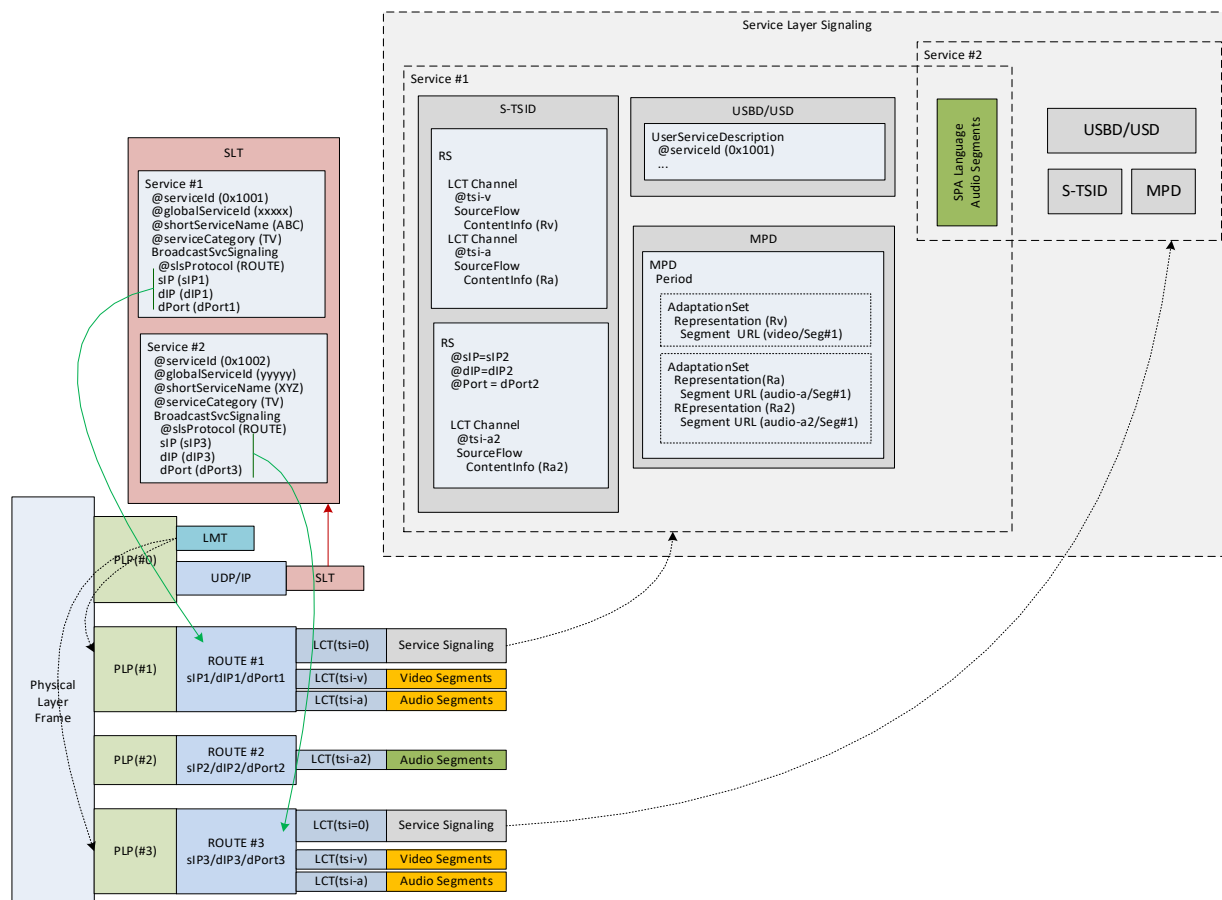 Service Layer Signaling
Service #1
Service #2
S-TSID
RS
LCT Channel
@tsi-v
SourceFlow
ContentInfo (Rv)
LCT Channel
@tsi-a
SourceFlow
ContentInfo (Ra)
RS
@sIP=sIP2
@dIP=dIP2
@Port = dPort2
LCT Channel
@tsi-a2
SourceFlow
ContentInfo (Ra2)
USBD/USD
UserServiceDescription
@serviceId (0x1001)
...
MPD
MPD
Period
AdaptationSet
Representation (Rv)
Segment URL (video/Seg#1)
AdaptationSet
Representation(Ra)
Segment URL (audio-a/Seg#1)
REpresentation (Ra2)
Segment URL (audio-a2/Seg#1)
SPA Language
Audio Segments
USBD/USD
S-TSID
MPD
SLT
Service #1
@serviceId (0x1001)
@globalServiceId (xxxxx)
@shortServiceName (ABC)
@serviceCategory (TV)
BroadcastSvcSignaling
@slsProtocol (ROUTE)
sIP (sIP1)
dIP (dIP1)
dPort (dPort1)
Service #2
@serviceId (0x1002)
@globalServiceId (yyyyy)
@shortServiceName (XYZ)
@serviceCategory (TV)
BroadcastSvcSignaling
@slsProtocol (ROUTE)
sIP (sIP3)
dIP (dIP3)
dPort (dPort3)
Physical
Layer
Frame
PLP(#0)
LMT
UDP/IP
SLT
PLP(#1)
ROUTE #1
sIP1/dIP1/dPort1
LCT(tsi=0)
Service Signaling
LCT(tsi-v)
Video Segments
LCT(tsi-a)
Audio Segments
PLP(#2)
ROUTE #2
sIP2/dIP2/dPort2
LCT(tsi-a2)
Audio Segments
PLP(#3)
ROUTE #3
sIP3/dIP3/dPort3
LCT(tsi=0)
Service Signaling
LCT(tsi-v)
Video Segments
LCT(tsi-a)
Audio Segments